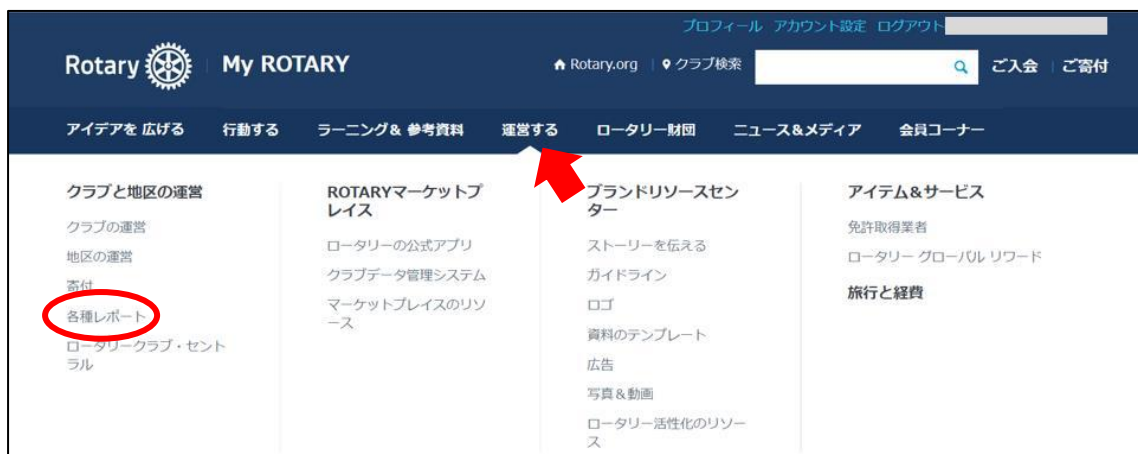 プロフィール アカウント設定 ログアウト
Rotary | My ROTARY
Rotary.org | クラブ検索
ご入会 | ご寄付
アイデアを 広げる 行動する ラーニング& 参考資料 運営する ロータリー財団 ニュース&メディア 会員コーナー
クラブと地区の運営
クラブの運営
地区の運営
寄付
各種レポート
ロータリークラブ・セント
ラル
ROTARYマーケットプ
レイス
ロータリーの公式アプリ
クラブデータ管理システム
マーケットプレイスのリソ
ース
ブランドリソースセン
ター
ストーリーを伝える
ガイドライン
ロゴ
資料のテンプレート
広告
写真&動画
ロータリー活性化のリソー
ス
アイテム&サービス
免許取得業者
ロータリー グローバル リワード
旅行と経費